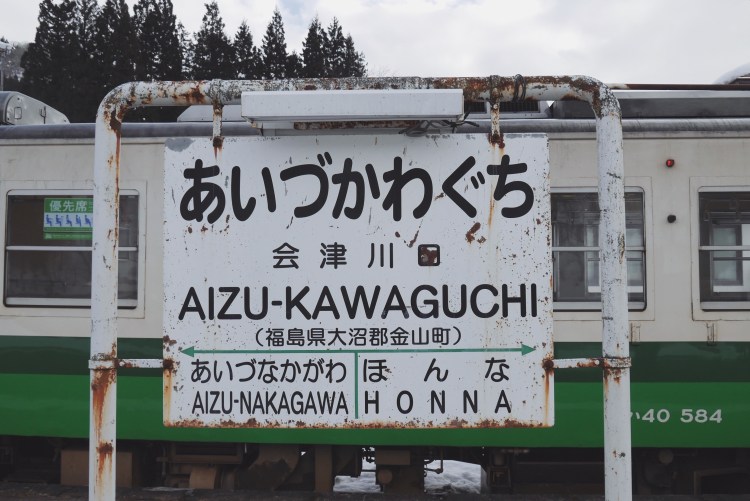 優先席
あいづかわぐち
会津川口
AIZU-KAWAGUCHI
(福島県大沼郡金山町)
あいづなかがわ ほんな
AIZU-NAKAGAWA HONNA
40 584